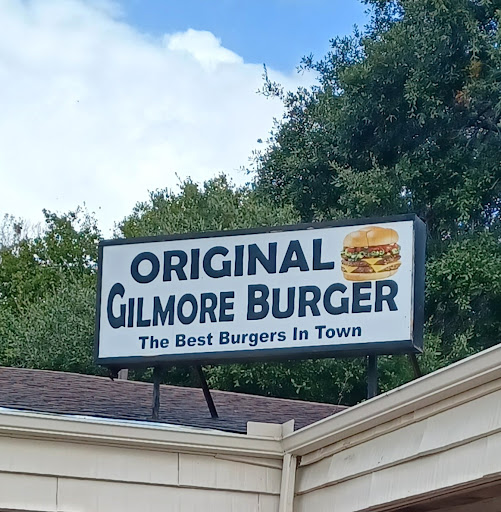 ORIGINAL
GILMORE BURGER
The Best Burgers In Town